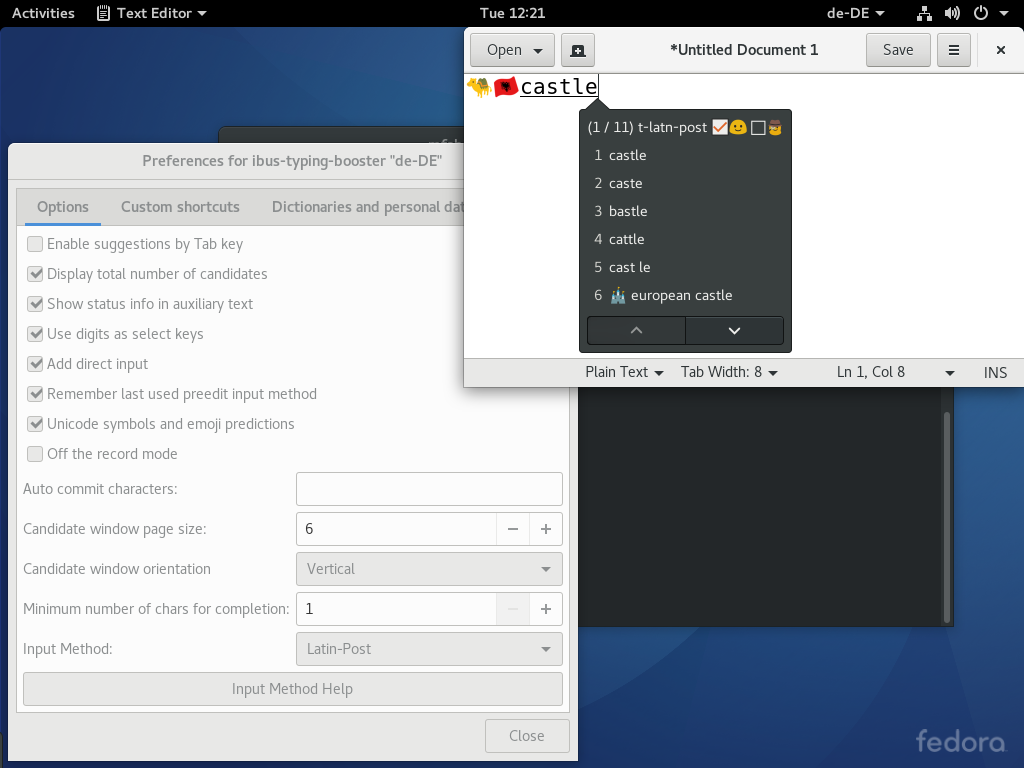 Activities Text Editor Tue 12:21 de-DE
Open *Untitled Document 1 Save
🐫🇦🇱castle
(1 / 11) t-latn-post ☑🙂☐🤠
1 castle
2 caste
3 bastle
4 cattle
5 cast le
6 🏰 european castle
Plain Text Tab Width: 8 Ln 1, Col 8 INS
Preferences for ibus-typing-booster "de-DE"
Options Custom shortcuts Dictionaries and personal dat
Enable suggestions by Tab key
Display total number of candidates
Show status info in auxiliary text
Use digits as select keys
Add direct input
Remember last used preedit input method
Unicode symbols and emoji predictions
Off the record mode
Auto commit characters:
Candidate window page size: 6
Candidate window orientation Vertical
Minimum number of chars for completion: 1
Input Method: Latin-Post
Input Method Help
Close
fedora